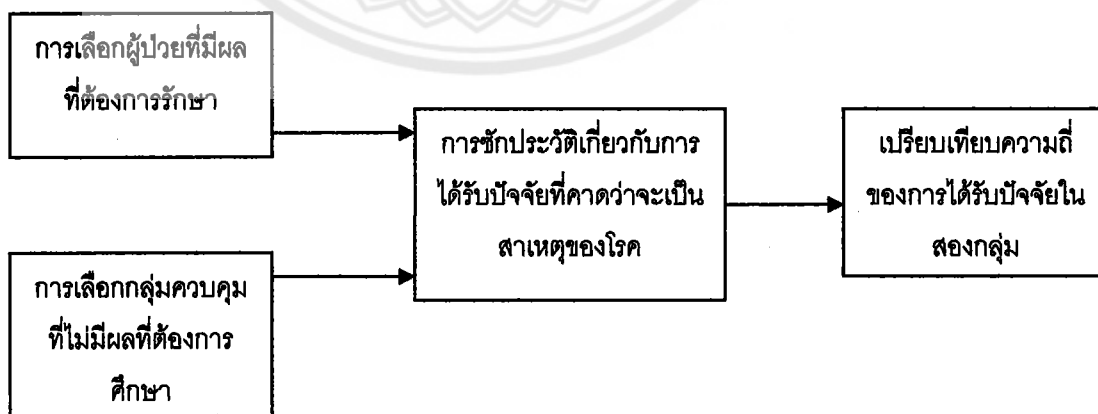 การเลือกผู้ป่วยที่มีผล
ที่ต้องการรักษา
การเลือกกลุ่มควบคุม
ที่ไม่มีผลที่ต้องการ
ศึกษา
การซักประวัติเกี่ยวกับการ
ได้รับปัจจัยที่คาดว่าจะเป็น
สาเหตุของโรค
เปรียบเทียบความถี่
ของการได้รับปัจจัยใน
สองกลุ่ม